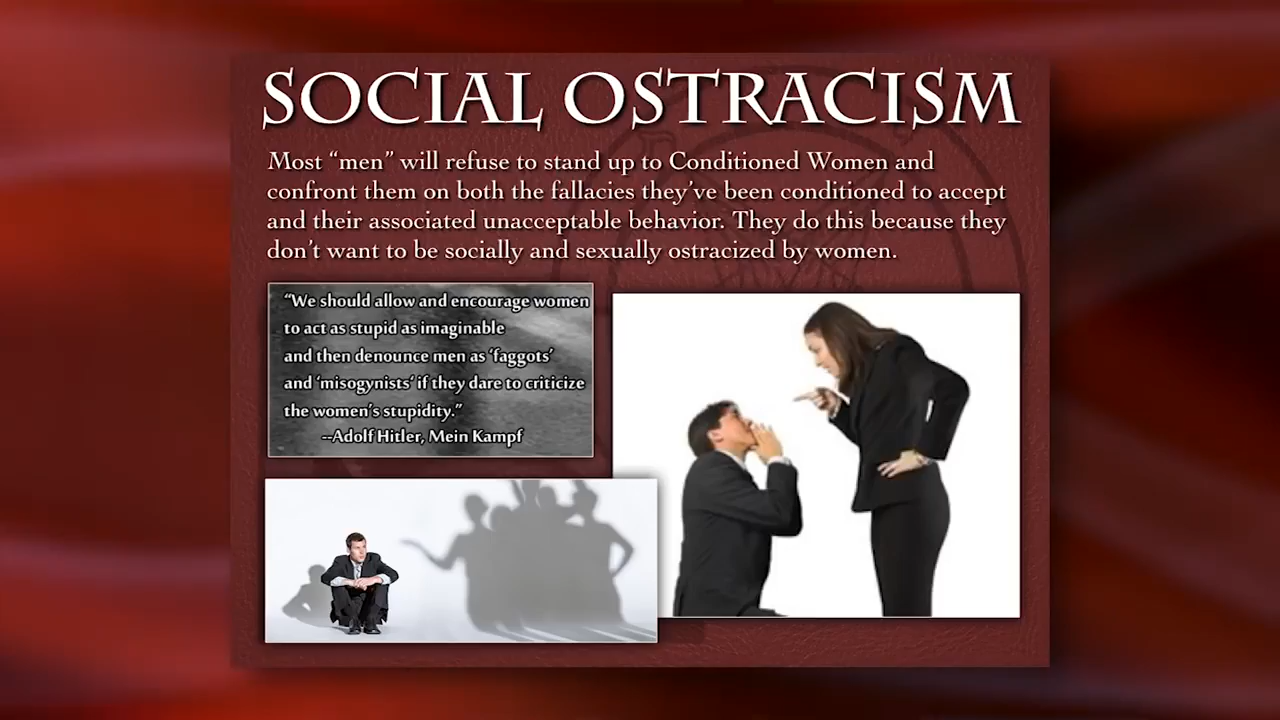 SOCIAL OSTRACISM
Most “men” will refuse to stand up to Conditioned Women and
confront them on both the fallacies they’ve been conditioned to accept
and their associated unacceptable behavior. They do this because they
don’t want to be socially and sexually ostracized by women.
“We should allow and encourage women
to act as stupid as imaginable
and then denounce men as ‘faggots’
and ‘misogynists’ if they dare to criticize
the women’s stupidity.”
--Adolf Hitler, Mein Kampf